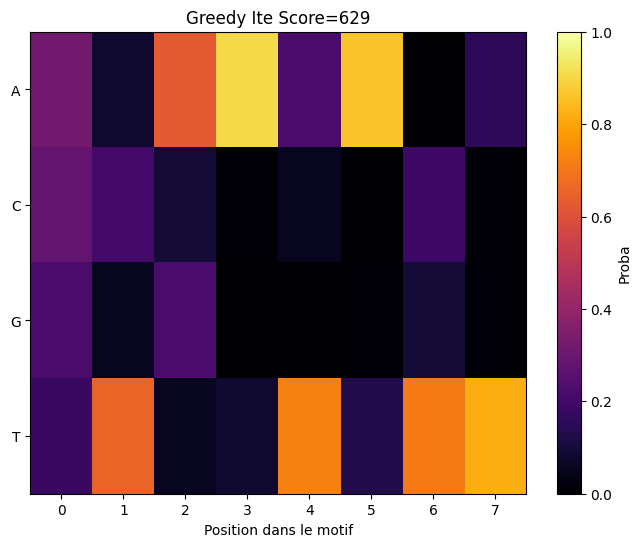 Greedy Ite Score=629
A
C
G
T
0 1 2 3 4 5 6 7
Position dans le motif
1.0
0.8
0.6
0.4
0.2
0.0
Proba